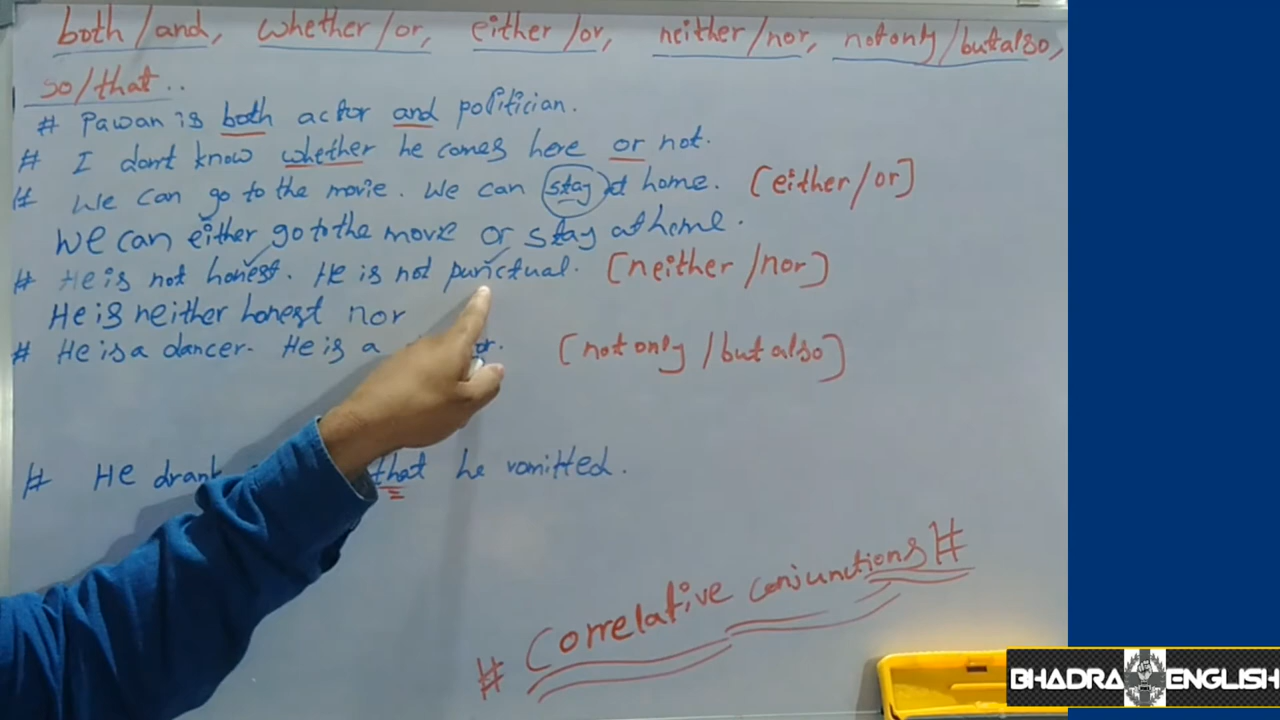 both/and, whether/or, either/or, neither/nor, not only/but also,
so/that..
# Pawan is both actor and politician.
# I don't know whether he comes here or not.
# We can go to the movie. We can stay at home. [either/or]
We can either go to the movie or stay at home.
# He is not honest. He is not punctual. [neither/nor]
He is neither honest nor
# He is a dancer. He is a [not only/but also]
# He drank that he vomitted.
# Correlative conjunctions #
BHADRA ENGLISH